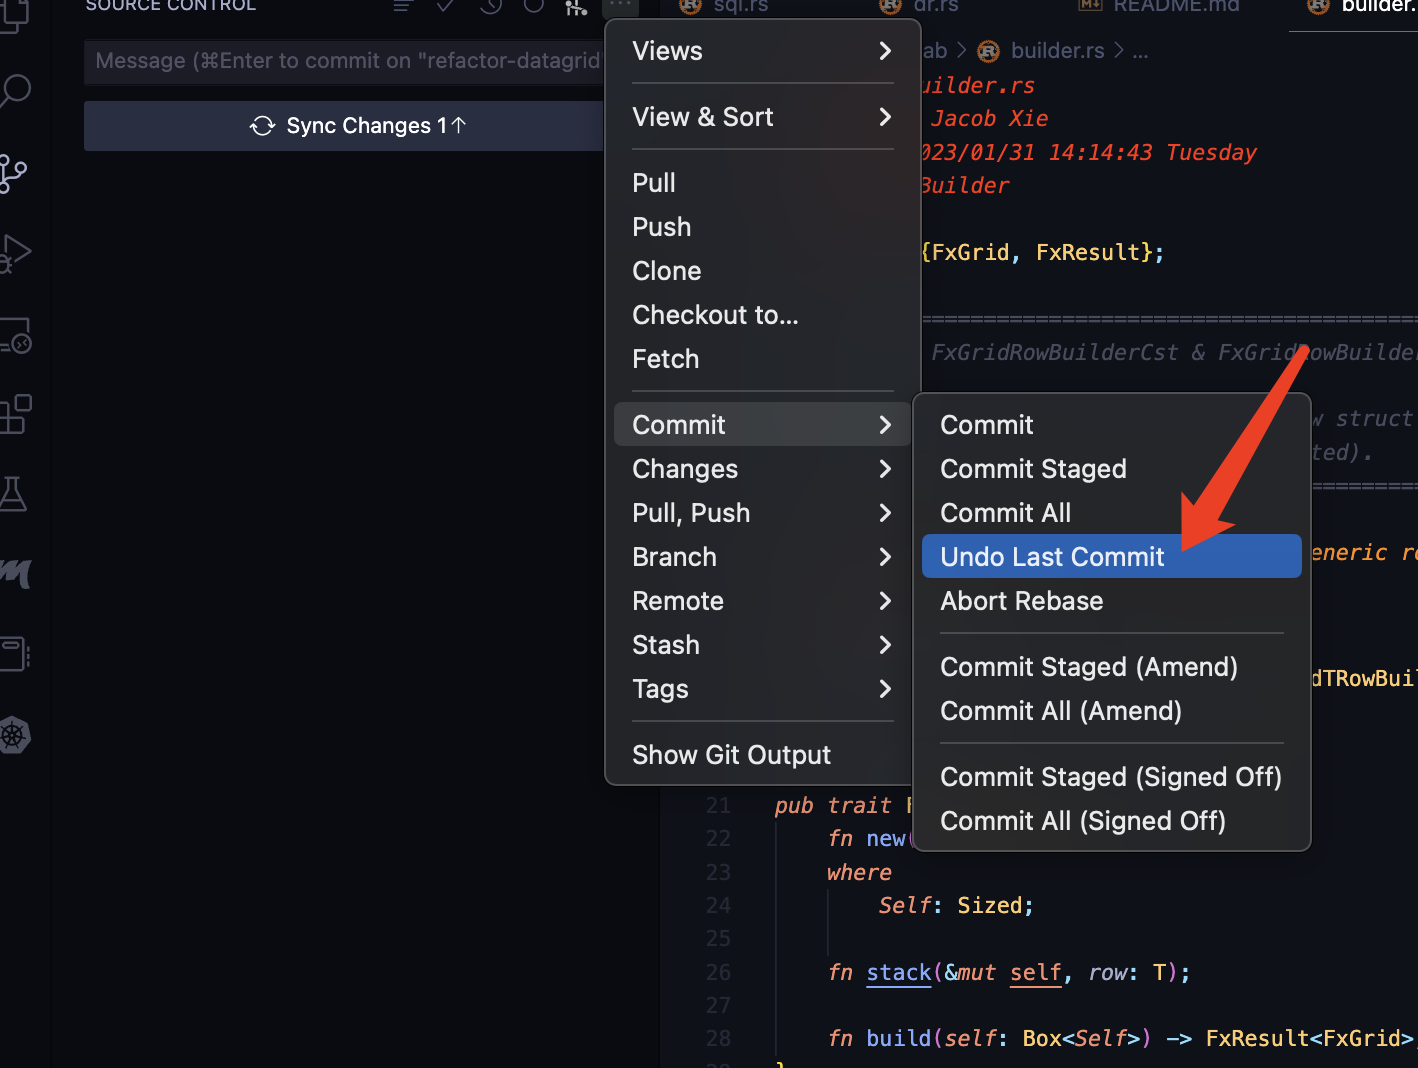 SOURCE CONTROL
sql.rs
dr.rs
README.md
builder.
Message (⌘Enter to commit on "refactor-datagrid"
Sync Changes 1↑
Views
View & Sort
Pull
Push
Clone
Checkout to...
Fetch
Commit
Changes
Pull, Push
Branch
Remote
Stash
Tags
Show Git Output
Commit
Commit Staged
Commit All
Undo Last Commit
Abort Rebase
Commit Staged (Amend)
Commit All (Amend)
Commit Staged (Signed Off)
Commit All (Signed Off)
ab > builder.rs > ...
uilder.rs
Jacob Xie
023/01/31 14:14:43 Tuesday
Builder
{FxGrid, FxResult};
FxGridRowBuilderCst & FxGridRowBuilder
w struct
ted).
eneric ro
dTRowBui
21 pub trait F
22 fn new(
23 where
24 Self: Sized;
25
26 fn stack(&mut self, row: T);
27
28 fn build(self: Box<Self>) -> FxResult<FxGrid>